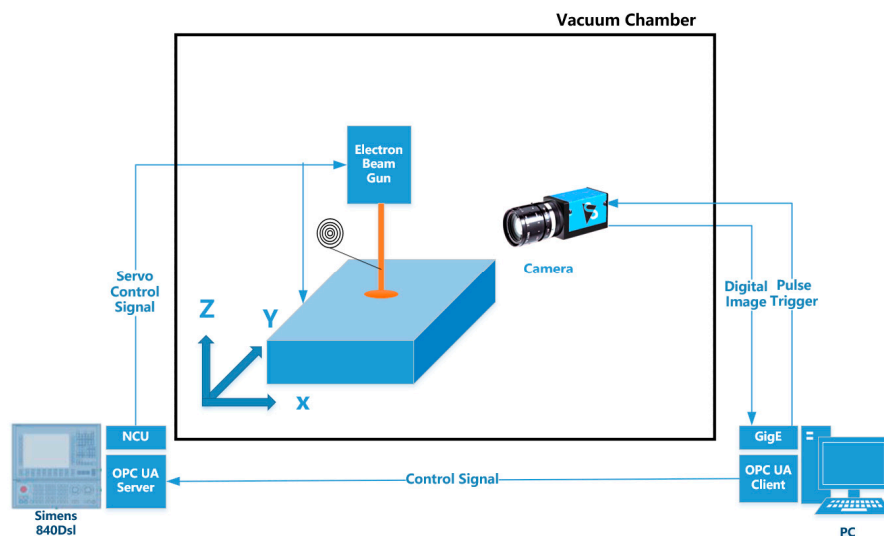 Vacuum Chamber
Electron
Beam
Gun
Camera
Servo
Control
Signal
Digital
Image
Pulse
Trigger
Z
Y
x
NCU
OPC UA
Server
Simens
840Dsl
Control Signal
GigE
OPC UA
Client
PC